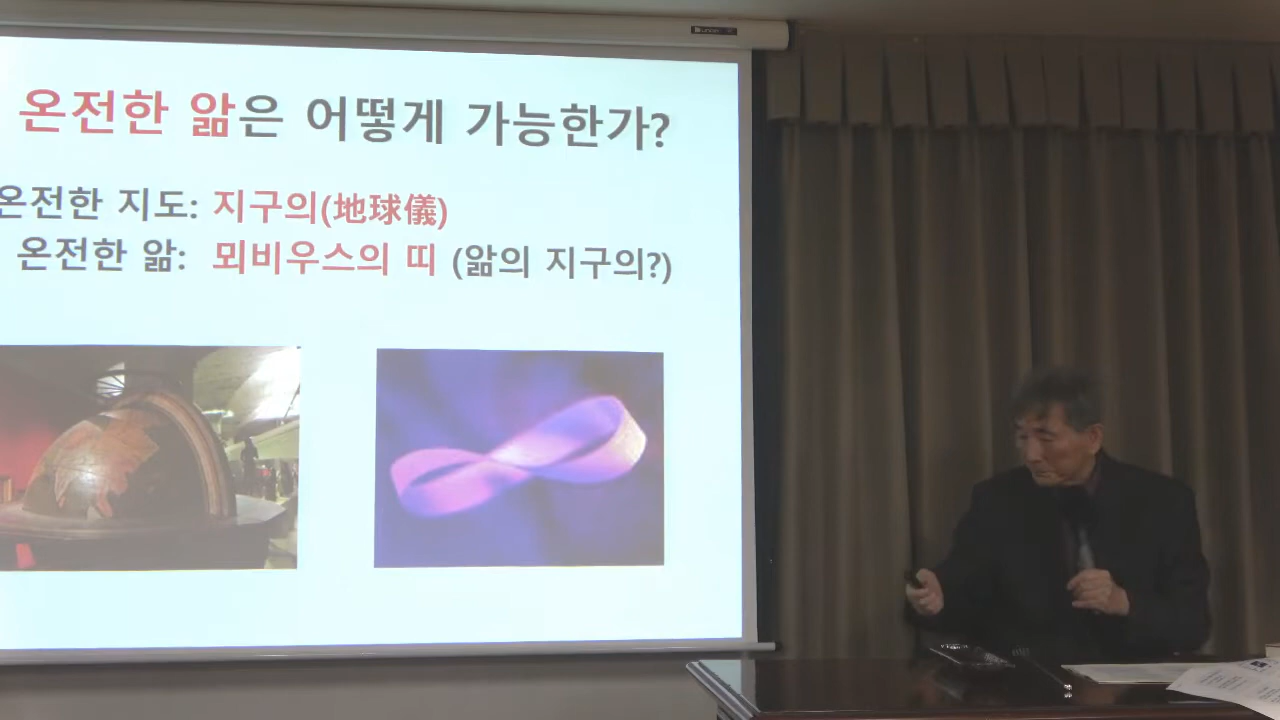 온전한 앎은 어떻게 가능한가?
온전한 지도: 지구의(地球儀)
온전한 앎: 뫼비우스의 띠 (앎의 지구의?)